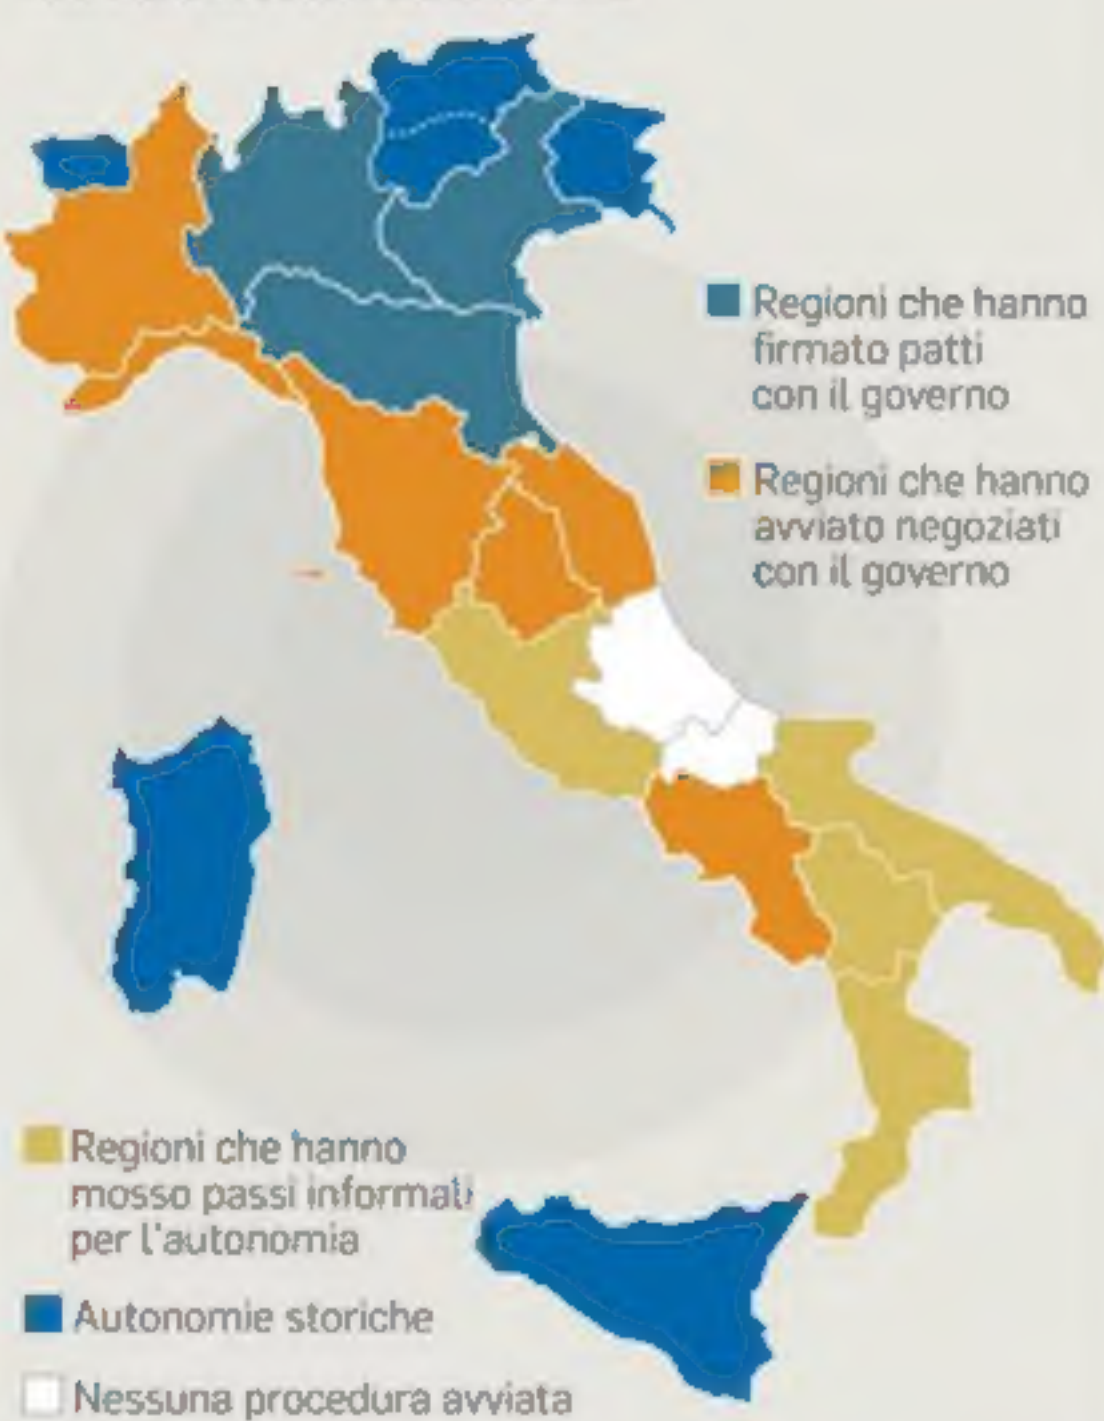 Regioni che hanno
firmato patti
con il governo
Regioni che hanno
avviato negoziati
con il governo
Regioni che hanno
mosso passi informali
per l'autonomia
Autonomie storiche
Nessuna procedura avviata